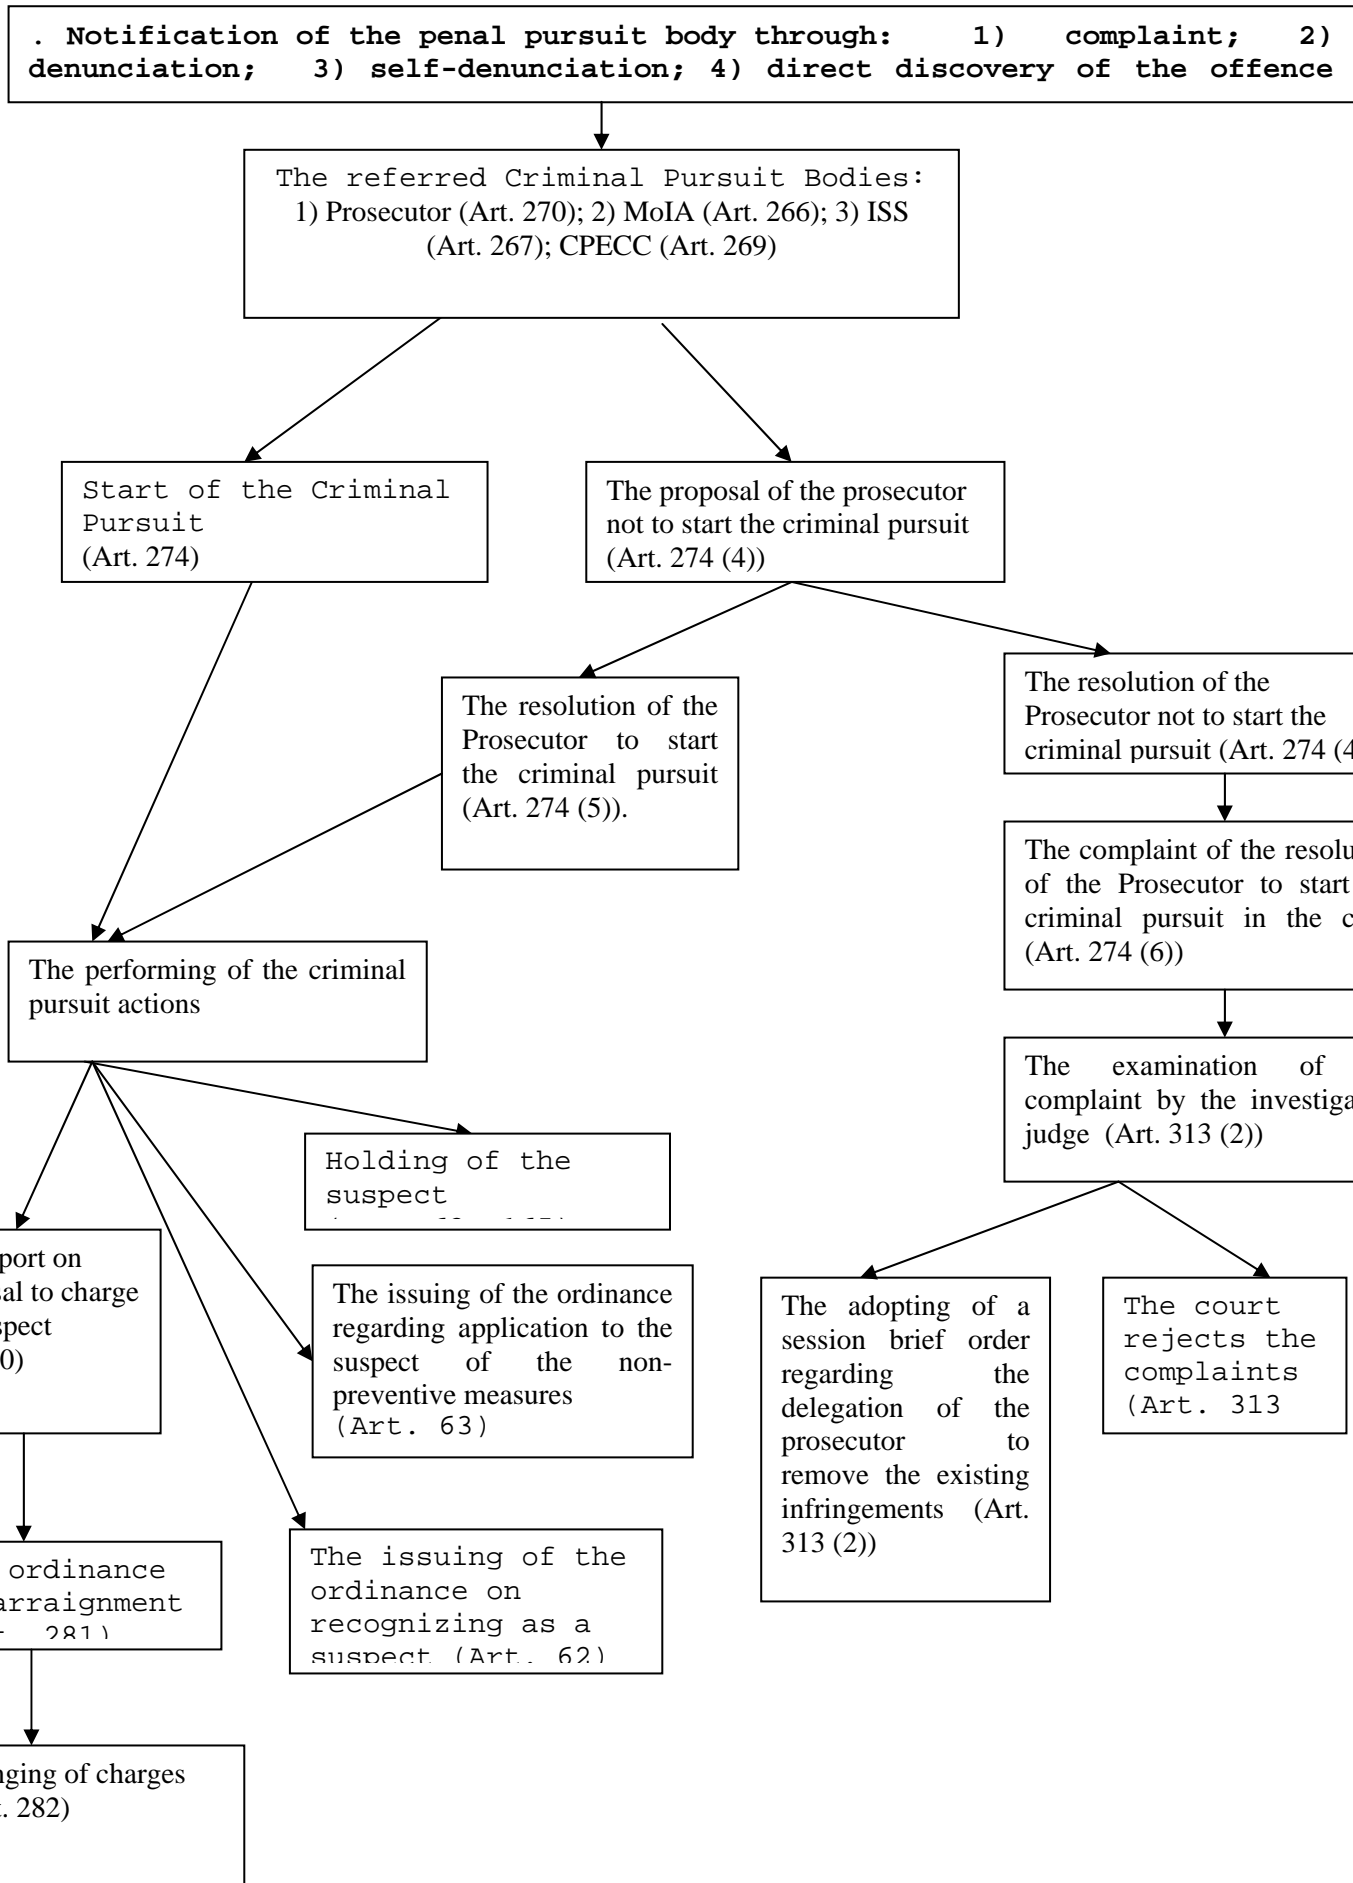 . Notification of the penal pursuit body through: 1) complaint; 2)
denunciation; 3) self-denunciation; 4) direct discovery of the offence
The referred Criminal Pursuit Bodies:
1) Prosecutor (Art. 270); 2) MoIA (Art. 266); 3) ISS
(Art. 267); CPECC (Art. 269)
Start of the Criminal
Pursuit
(Art. 274)
The proposal of the prosecutor
not to start the criminal pursuit
(Art. 274 (4))
The resolution of the
Prosecutor to start
the criminal pursuit
(Art. 274 (5)).
The resolution of the
Prosecutor not to start the
criminal pursuit (Art. 274 (4
The complaint of the
of the Prosecutor to start
criminal pursuit in the
(Art. 274 (6))
The performing of the criminal
pursuit actions
The examination of
complaint by the
judge (Art. 313 (2))
Holding of the
suspect
on
to charge
0)
The issuing of the ordinance
regarding application to the
suspect of the non-
preventive measures
(Art. 63)
The adopting of a
session brief order
regarding the
delegation of the
prosecutor to
remove the existing
infringements (Art.
313 (2))
The court
rejects the
complaints
(Art. 313
ordinance
arraignment
281)
The issuing of the
ordinance on
recognizing as a
suspect (Art. 62)
of charges
282)